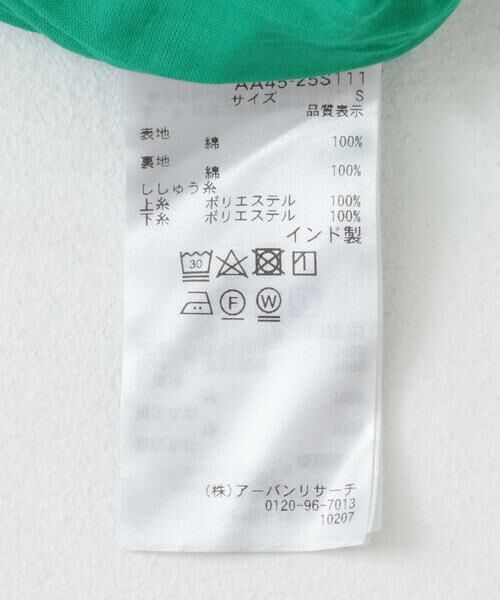 AA45-25S111
サイズ S
品質表示
表地
綿 100%
裏地
綿 100%
ししゅう糸
上糸 ポリエステル 100%
下糸 ポリエステル 100%
インド製
30
F W
(株)アーバンリサーチ
0120-96-7013
10207